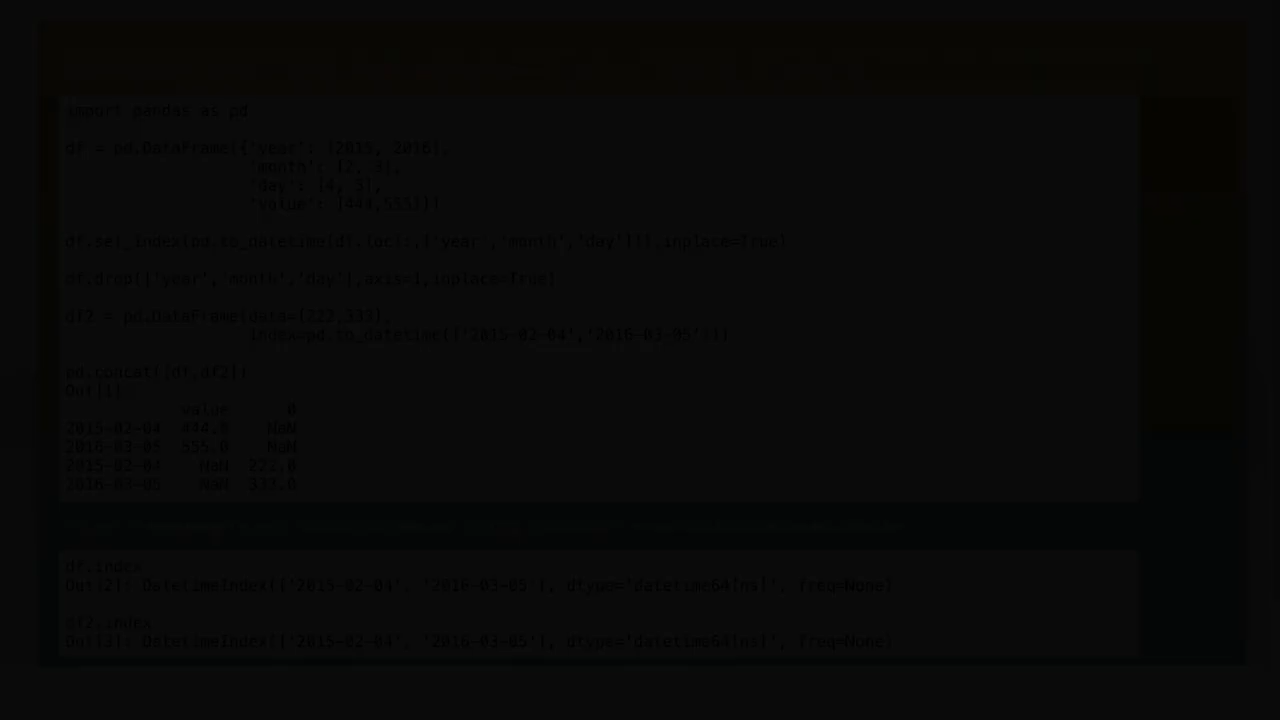 import pandas as pd
df = pd.DataFrame({'year': [2015, 2016],
'month': [2, 3],
'day': [4, 5],
'value': [444,555]})
df.set_index(pd.to_datetime(df.loc[:,['year','month','day']]),inplace=True)
df.drop(['year','month','day'],axis=1,inplace=True)
df2 = pd.DataFrame(data=[222,333],
index=pd.to_datetime(['2015-02-04','2016-03-05']))
pd.concat([df,df2])
Out[1]:
value 0
2015-02-04 444.0 NaN
2016-03-05 555.0 NaN
2015-02-04 NaN 222.0
2016-03-05 NaN 333.0
df.index
Out[2]: DatetimeIndex(['2015-02-04', '2016-03-05'], dtype='datetime64[ns]', freq=None)
df2.index
Out[3]: DatetimeIndex(['2015-02-04', '2016-03-05'], dtype='datetime64[ns]', freq=None)